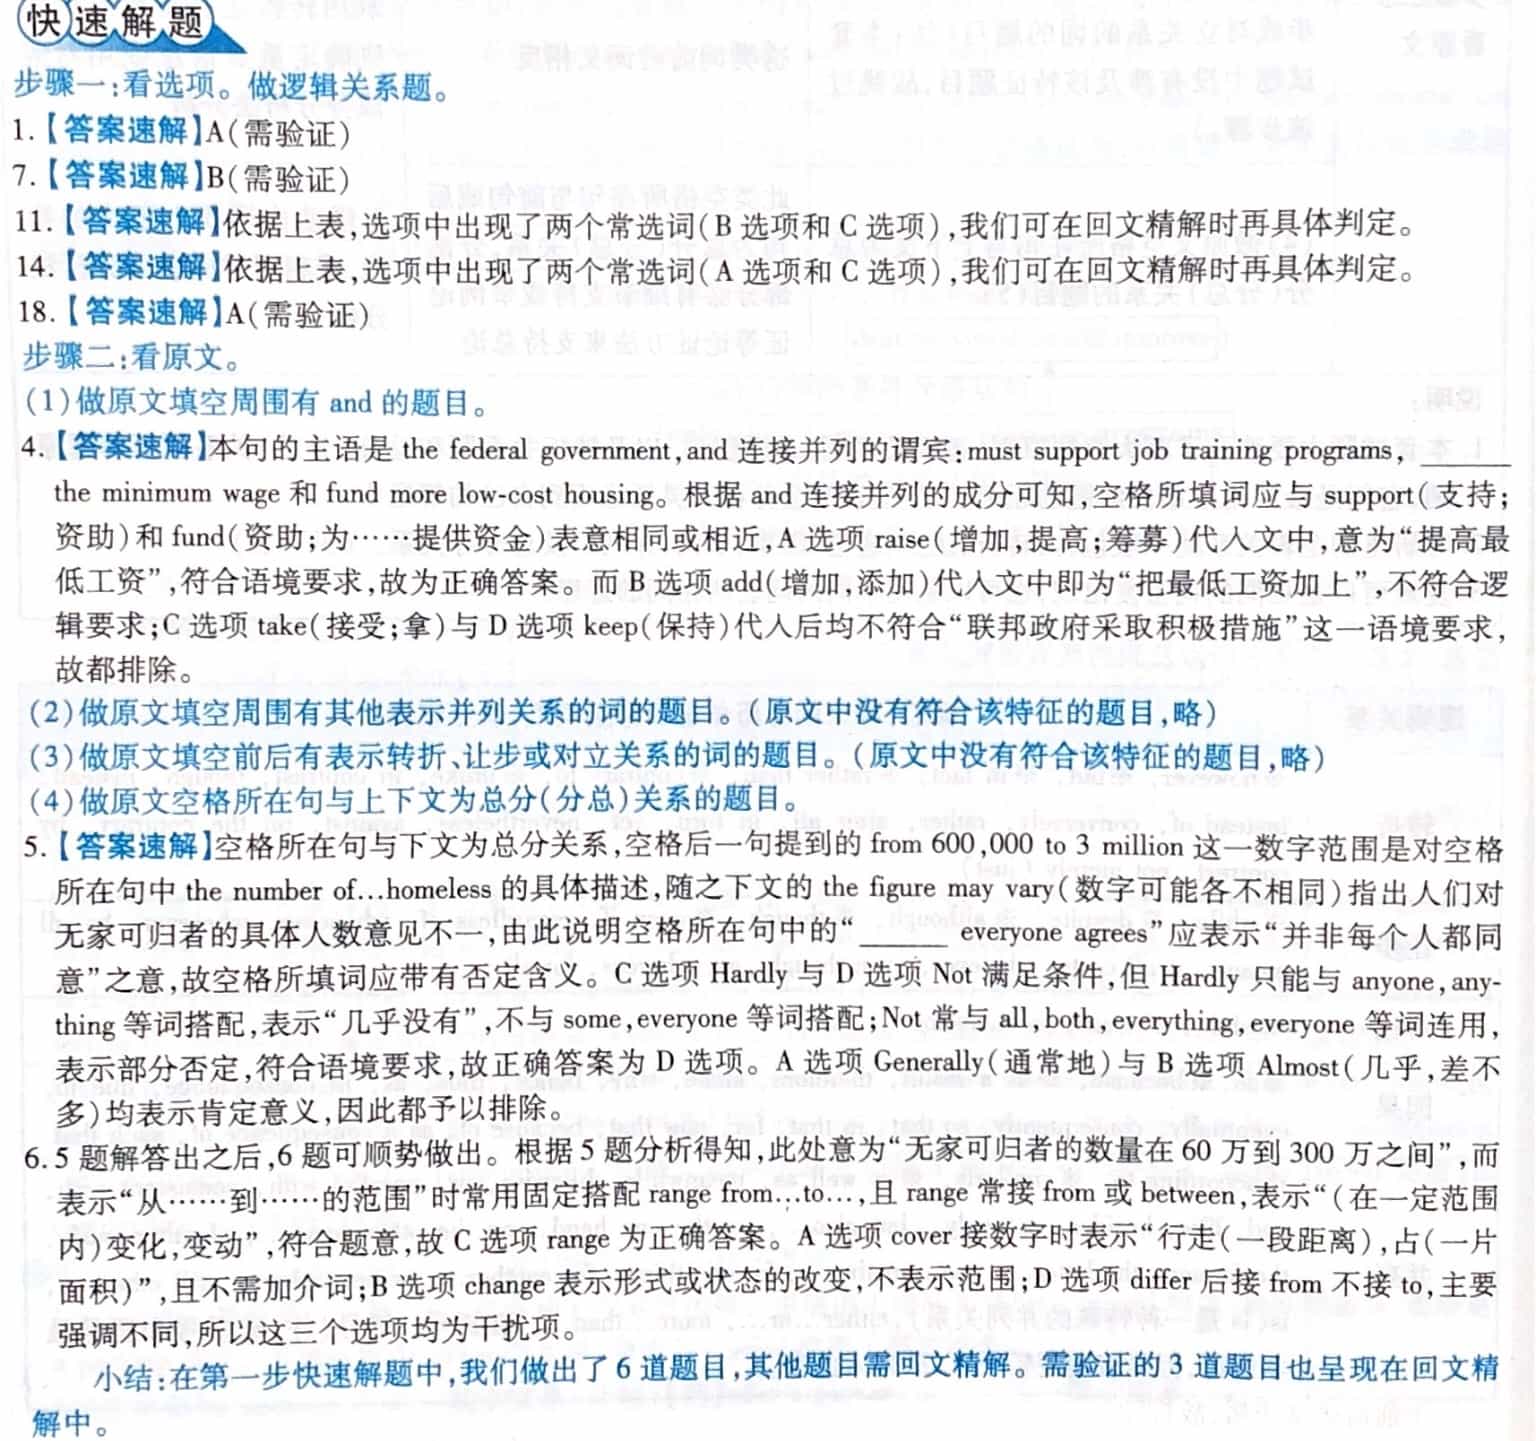 快速解题
步骤一:看选项。做逻辑关系题。
1.【答案速解】A(需验证)
7.【答案速解】B(需验证)
11.【答案速解】依据上表,选项中出现了两个常选词(B 选项和 C 选项),我们可在回文精解时再具体判定。
14.【答案速解】依据上表,选项中出现了两个常选词(A 选项和 C 选项),我们可在回文精解时再具体判定。
18.【答案速解】A(需验证)
步骤二:看原文。
(1)做原文填空周围有 and 的题目。
4.【答案速解】本句的主语是 the federal government,and 连接并列的谓宾:must support job training programs, ______
the minimum wage 和 fund more low-cost housing。根据 and 连接并列的成分可知,空格所填词应与 support(支持;
资助)和 fund(资助;为……提供资金)表意相同或相近,A 选项 raise(增加,提高;筹募)代入文中,意为“提高最
低工资”,符合语境要求,故为正确答案。而 B 选项 add(增加,添加)代入文中即为“把最低工资加上”,不符合逻
辑要求;C 选项 take(接受;拿)与 D 选项 keep(保持)代入后均不符合“联邦政府采取积极措施”这一语境要求,
故都排除。
(2)做原文填空周围有其他表示并列关系的词的题目。(原文中没有符合该特征的题目,略)
(3)做原文填空前后有表示转折、让步或对立关系的词的题目。(原文中没有符合该特征的题目,略)
(4)做原文空格所在句与上下文为总分(分总)关系的题目。
5.【答案速解】空格所在句与下文为总分关系,空格后一句提到的 from 600,000 to 3 million 这一数字范围是对空格
所在句中 the number of…homeless 的具体描述,随之下文的 the figure may vary(数字可能各不相同)指出人们对
无家可归者的具体人数意见不一,由此说明空格所在句中的“______ everyone agrees”应表示“并非每个人都同
意”之意,故空格所填词应带有否定含义。C 选项 Hardly 与 D 选项 Not 满足条件,但 Hardly 只能与 anyone,any-
thing 等词搭配,表示“几乎没有”,不与 some,everyone 等词搭配;Not 常与 all,both,everything,everyone 等词连用,
表示部分否定,符合语境要求,故正确答案为 D 选项。A 选项 Generally(通常地)与 B 选项 Almost(几乎,差不
多)均表示肯定意义,因此都予以排除。
6.5 题解答出之后,6 题可顺势做出。根据 5 题分析得知,此处意为“无家可归者的数量在 60 万到 300 万之间”,而
表示“从……到……的范围”时常用固定搭配 range from…to…,且 range 常接 from 或 between,表示“(在一定范围
内)变化,变动”,符合题意,故 C 选项 range 为正确答案。A 选项 cover 接数字时表示“行走(一段距离),占(一片
面积)”,且不需加介词;B 选项 change 表示形式或状态的改变,不表示范围;D 选项 differ 后接 from 不接 to,主要
强调不同,所以这三个选项均为干扰项。
小结:在第一步快速解题中,我们做出了 6 道题目,其他题目需回文精解。需验证的 3 道题目也呈现在回文精
解中。